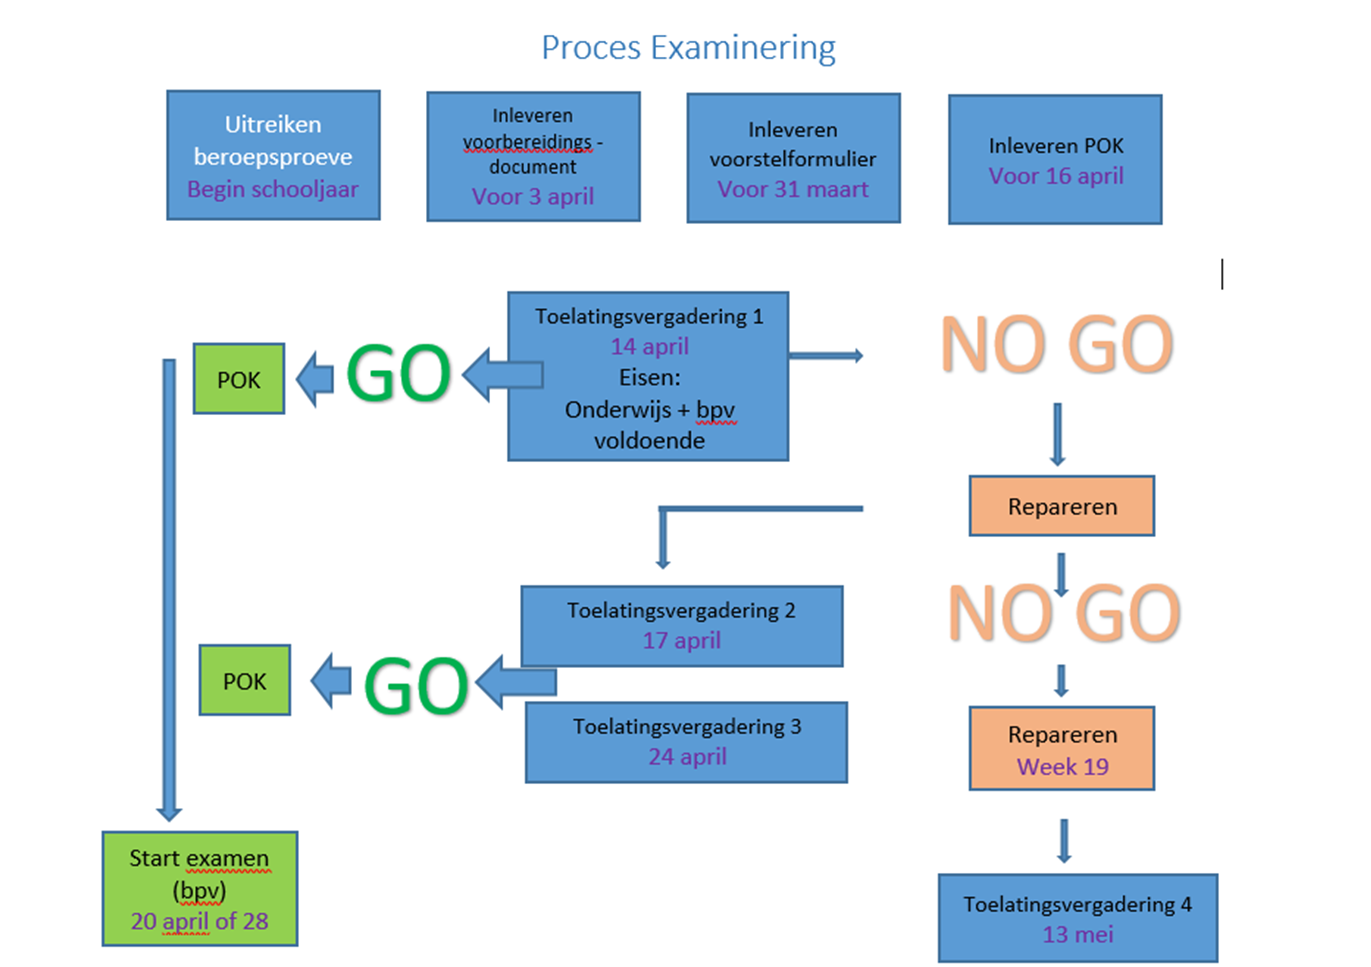 Proces Examinering
Uitreiken
beroepsproeve
Begin schooljaar
Inleveren
voorbereidings -
document
Voor 3 april
Inleveren
voorstelformulier
Voor 31 maart
Inleveren POK
Voor 16 april
Toelatingsvergadering 1
14 april
Eisen:
Onderwijs + bpv
voldoende
GO
POK
NO GO
Repareren
Toelatingsvergadering 2
17 april
NO GO
GO
POK
Toelatingsvergadering 3
24 april
Repareren
Week 19
Start examen
(bpv)
20 april of 28
Toelatingsvergadering 4
13 mei